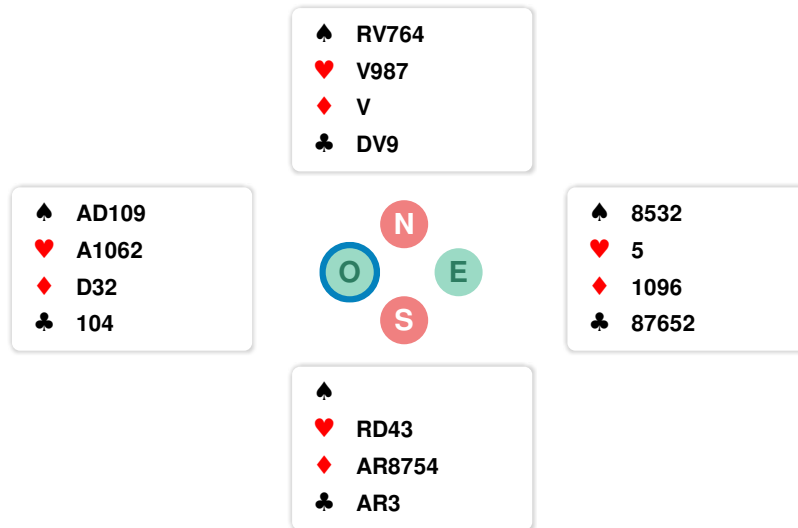 ♠ RV764
♥ V987
♦ V
♣ DV9
♠ AD109
♥ A1062
♦ D32
♣ 104
N
O E
S
♠ 8532
♥ 5
♦ 1096
♣ 87652
♠
♥ RD43
♦ AR8754
♣ AR3